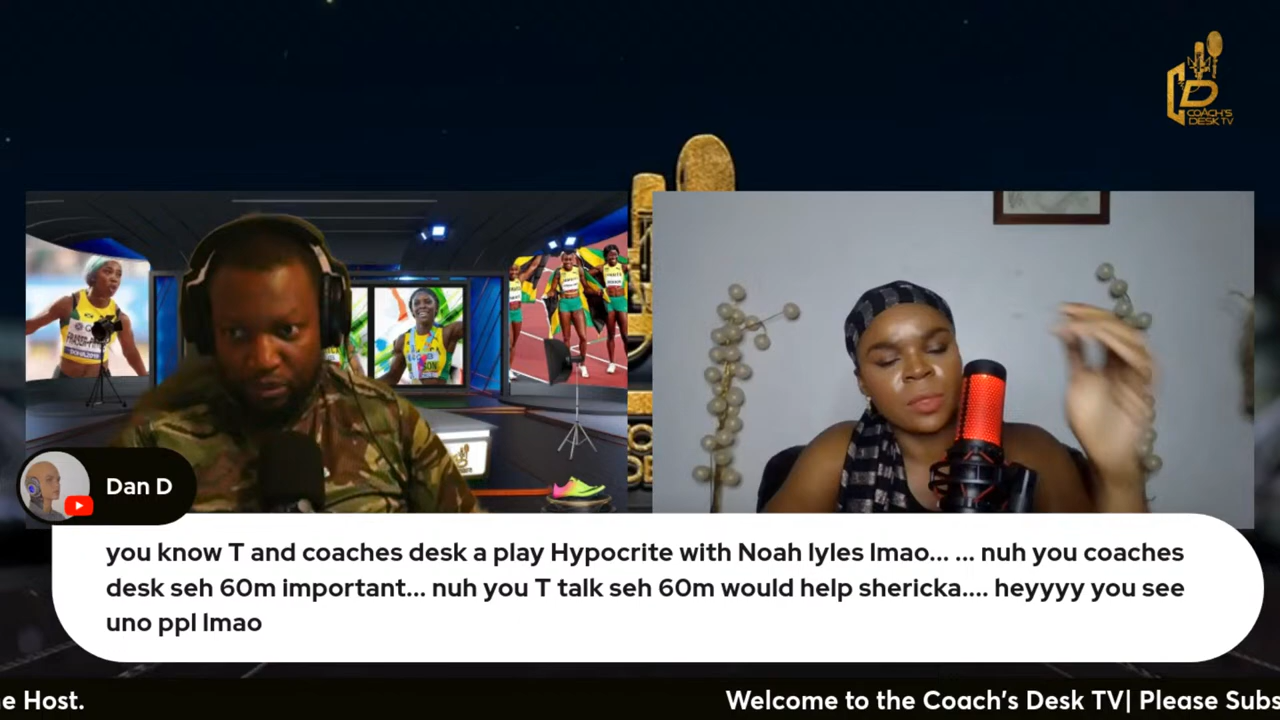 COACH'S
DESK TV
DOHA 2019
Dan D
you know T and coaches desk a play Hypocrite with Noah lyles lmao... ... nuh you coaches
desk seh 60m important... nuh you T talk seh 60m would help shericka.... heyyyy you see
uno ppl lmao
e Host.
Welcome to the Coach's Desk TV| Please Subs